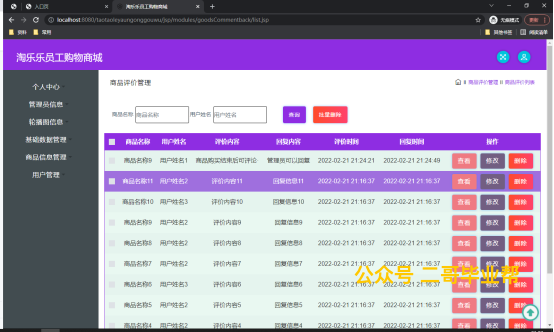 人口页
localhost:8080/taotaoleyuangonggouwu/jsp/modules/goodsCommentback/list.jsp
无痕模式
更新
资料
常用
其他书签
阅读清单
淘乐乐员工购物商城
个人中心
管理员信息
轮播图信息
基础数据管理
商品信息管理
用户管理
商品评价管理
商品评价管理
商品评价列表
商品名称 商品名称 用户姓名 用户姓名 查询 批量删除
商品名称 用户姓名 评价内容 回复内容 评价时间 回复时间 操作
商品名称9 用户姓名1 商品购买结束后可评论 管理员可以回复 2022-02-21 21:24:21 2022-02-21 21:24:49 查看 修改 删除
商品名称11 用户姓名2 评价内容11 回复信息11 2022-02-21 21:16:37 2022-02-21 21:16:37 查看 修改 删除
商品名称10 用户姓名3 评价内容10 回复信息10 2022-02-21 21:16:37 2022-02-21 21:16:37 查看 修改 删除
商品名称9 用户姓名2 评价内容9 回复信息9 2022-02-21 21:16:37 2022-02-21 21:16:37 查看 修改 删除
商品名称8 用户姓名2 评价内容8 回复信息8 2022-02-21 21:16:37 2022-02-21 21:16:37 查看 修改 删除
商品名称7 用户姓名2 评价内容7 回复信息7 2022-02-21 21:16:37 2022-02-21 21:16:37 查看 修改 删除
商品名称6 用户姓名3 评价内容6 回复信息6 2022-02-21 21:16:37 2022-02-21 21:16:37 查看 修改 删除
商品名称5 用户姓名2 评价内容5 回复信息5 2022-02-21 21:16:37 2022-02-21 21:16:37 查看 修改 删除
商品名称4 用户姓名2 评价内容4 回复信息4 2022-02-21 21:16:37 2022-02-21 21:16:37 查看 修改 删除
公众号 二哥毕业帮